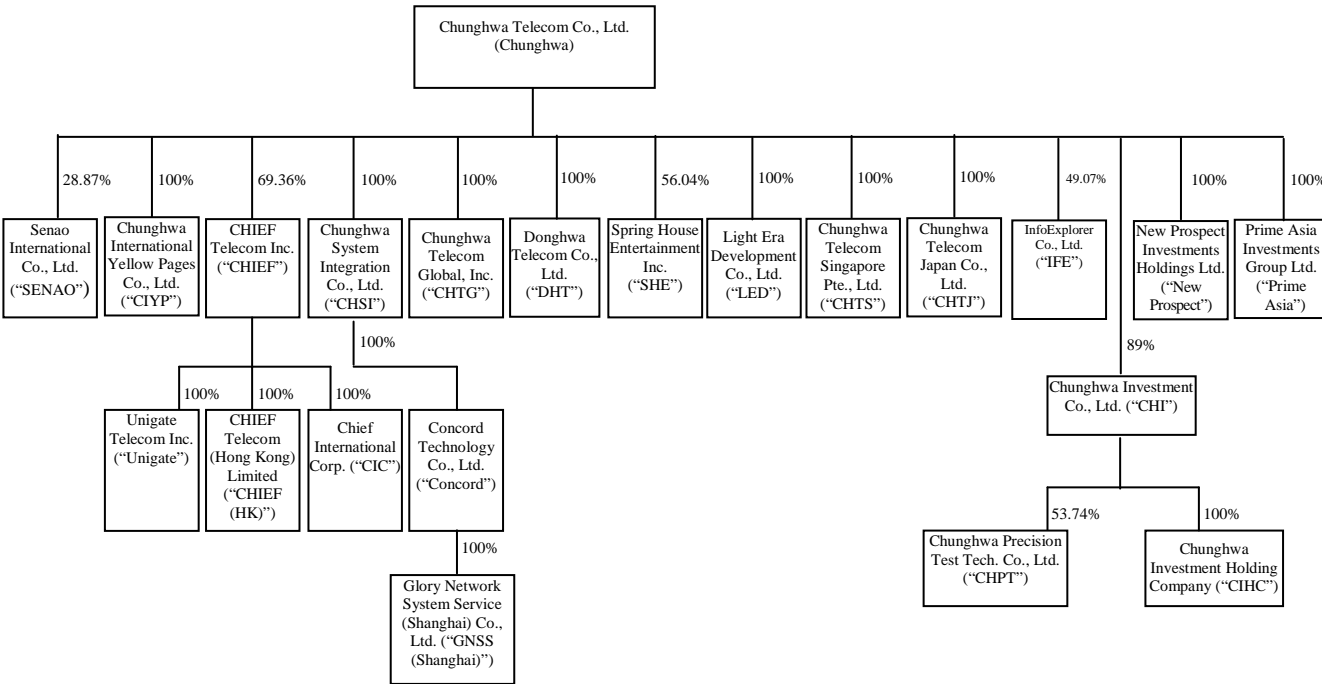 Chunghwa Telecom Co., Ltd.
(Chunghwa)
28.87%
100%
69.36%
100%
100%
100%
56.04%
100%
100%
100%
49.07%
100%
100%
Senao
International
Co., Ltd.
(“SENAO”)
Chunghwa
International
Yellow Pages
Co., Ltd.
(“CIYP”)
CHIEF
Telecom Inc.
(“CHIEF”)
Chunghwa
System
Integration
Co., Ltd.
(“CHSI”)
Chunghwa
Telecom
Global, Inc.
(“CHTG”)
Donghwa
Telecom Co.,
Ltd.
(“DHT”)
Spring House
Entertainment
Inc.
(“SHE”)
Light Era
Development
Co., Ltd.
(“LED”)
Chunghwa
Telecom
Singapore
Pte., Ltd.
(“CHTS”)
Chunghwa
Telecom
Japan Co.,
Ltd.
(“CHTJ”)
InfoExplorer
Co., Ltd.
“IFE”)
New Prospect
Investments
Holdings Ltd.
(“New
Prospect”)
Prime Asia
Investments
Group Ltd.
(“Prime
Asia”)
100%
89%
100%
100%
100%
Unigate
Telecom Inc.
(“Unigate”)
CHIEF
Telecom
(Hong Kong)
Limited
(“CHIEF
(HK)”)
Chief
International
Corp. (“CIC”)
Concord
Technology
Co., Ltd.
(“Concord”)
Chunghwa Investment
Co., Ltd. (“CHI”)
100%
Glory Network
System Service
(Shanghai) Co.,
Ltd. (“GNSS
(Shanghai)”)
53.74%
100%
Chunghwa Precision
Test Tech. Co., Ltd.
(“CHPT”)
Chunghwa
Investment Holding
Company (“CIHC”)